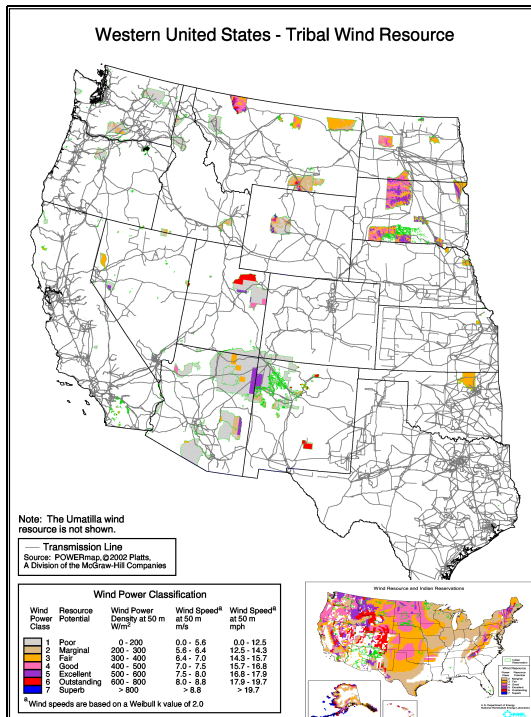 Western United States - Tribal Wind Resource
Note: The Umatilla wind
resource is not shown.
Transmission Line
Source: POWERmap, ©2002 Platts,
A Division of the McGraw-Hill Companies
Wind Power Classification
Wind Power Class Resource Potential Wind Power Density at 50 m W/m² Wind Speedᵃ at 50 m m/s Wind Speedᵃ at 50 m mph
1 Poor 0 - 200 0.0 - 5.6 0.0 - 12.5
2 Marginal 200 - 300 5.6 - 6.4 12.5 - 14.3
3 Fair 300 - 400 6.4 - 7.0 14.3 - 15.7
4 Good 400 - 500 7.0 - 7.5 15.7 - 16.8
5 Excellent 500 - 600 7.5 - 8.0 16.8 - 17.9
6 Outstanding 600 - 800 8.0 - 8.8 17.9 - 19.7
7 Superb > 800 > 8.8 > 19.7
ᵃ Wind speeds are based on a Weibull k value of 2.0
Wind Resource and Indian Reservations